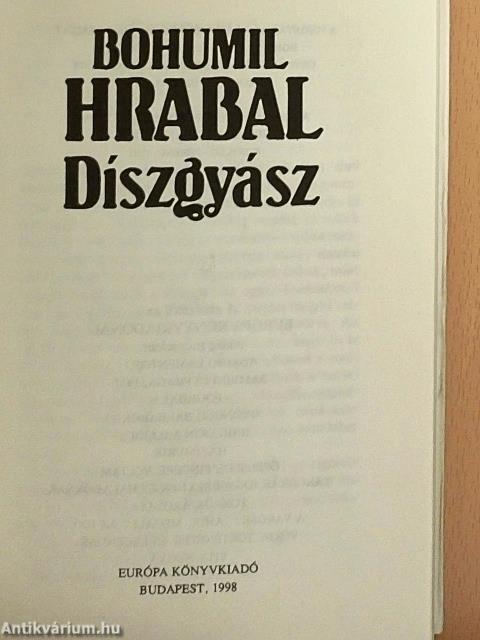 BOHUMIL
HRABAL
Díszgyász
EURÓPA KÖNYVKIADÓ
BUDAPEST, 1998
Antikvárium.hu